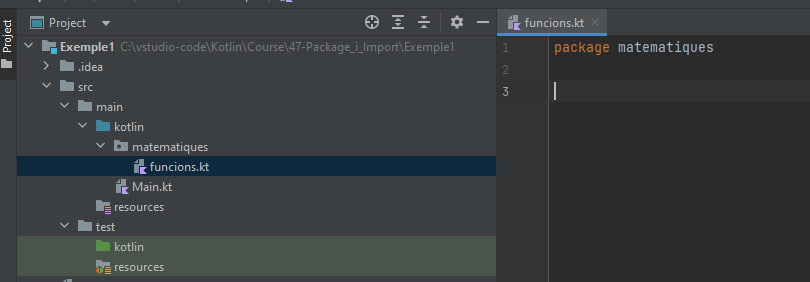 Project
Project
Exemple1 C:\vstudio-code\Kotlin\Course\47-Package_i_Import\Exemple1
.idea
src
main
kotlin
matematiques
funcions.kt
Main.kt
resources
test
kotlin
resources
funcions.kt
1 package matematiques
2
3